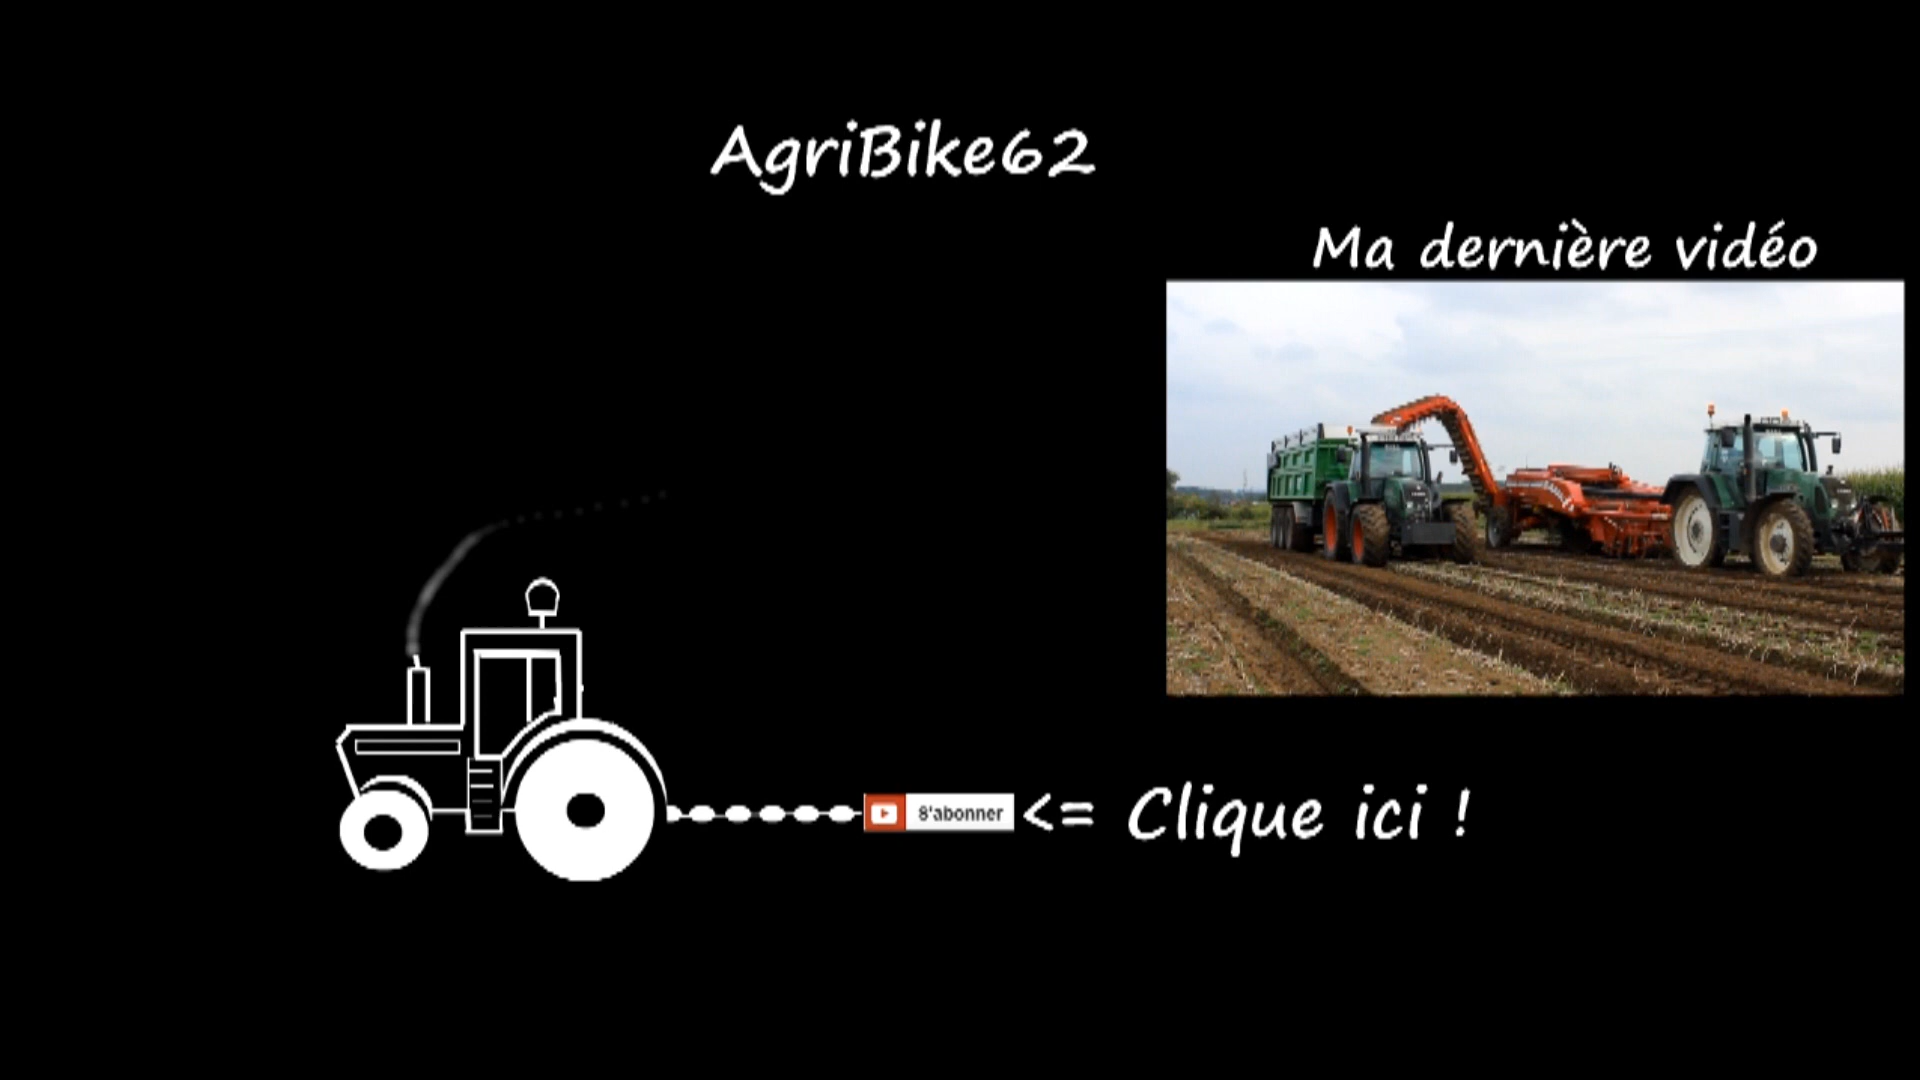 AgriBike62
Ma dernière vidéo
S'abonner <= Clique ici !